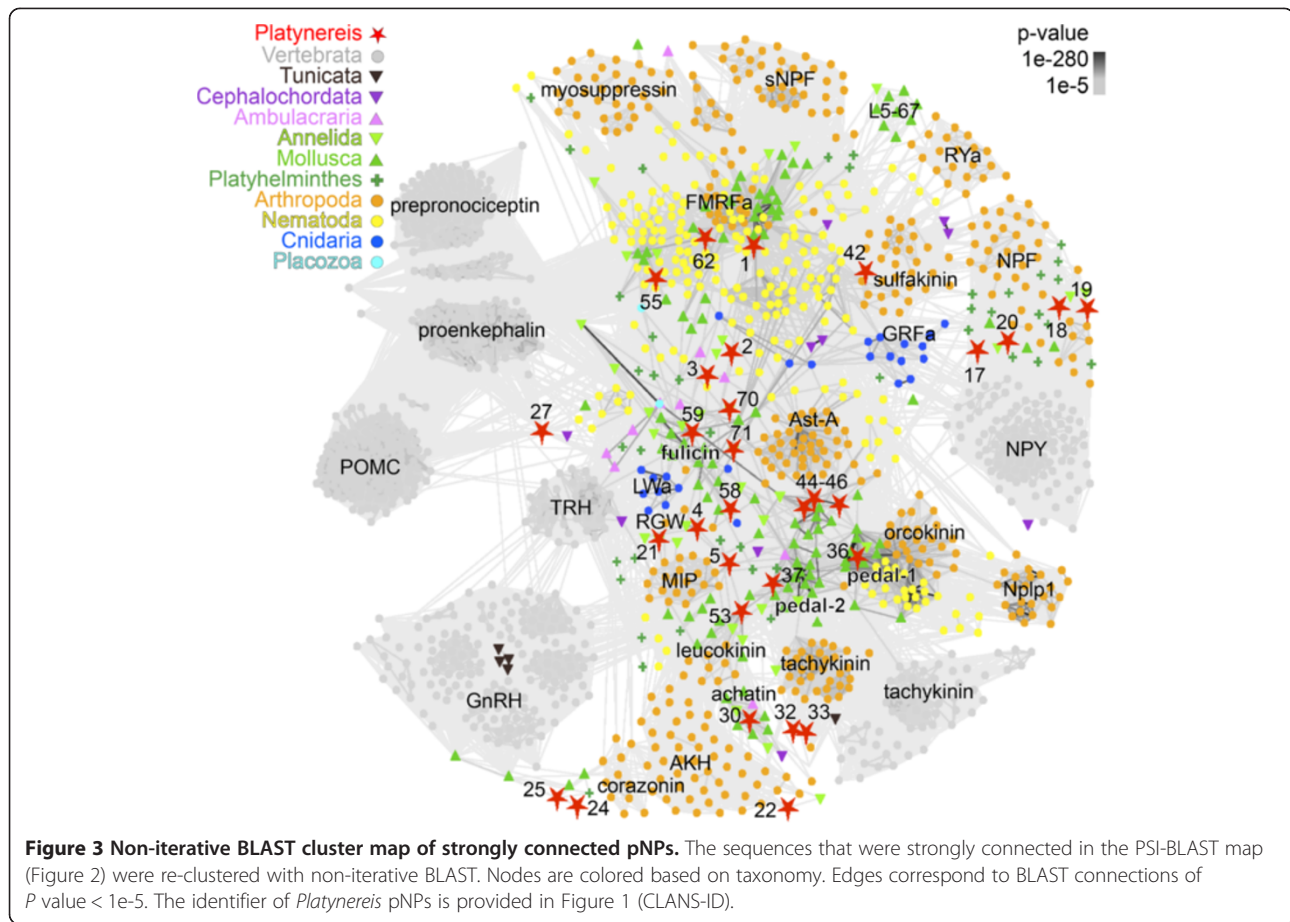 Platynereis
Vertebrata
Tunicata
Cephalochordata
Ambulacraria
Annelida
Mollusca
Platyhelminthes
Arthropoda
Nematoda
Cnidaria
Placozoa
p-value
1e-280
1e-5
myosuppressin
sNPF
L5-67
RYa
prepronociceptin
FMRFa
62
1
42
NPF
55
sulfakinin
19
18
20
17
proenkephalin
GRFa
2
3
70
27
59
71
Ast-A
fulicin
NPY
POMC
LWa
58
44-46
TRH
RGW
4
orcokinin
21
5
36
MIP
37
pedal-1
Nplp1
53
pedal-2
leucokinin
tachykinin
tachykinin
GnRH
achatin
30
32
33
AKH
corazonin
25
24
22
Figure 3 Non-iterative BLAST cluster map of strongly connected pNPs. The sequences that were strongly connected in the PSI-BLAST map
(Figure 2) were re-clustered with non-iterative BLAST. Nodes are colored based on taxonomy. Edges correspond to BLAST connections of
P value < 1e-5. The identifier of Platynereis pNPs is provided in Figure 1 (CLANS-ID).